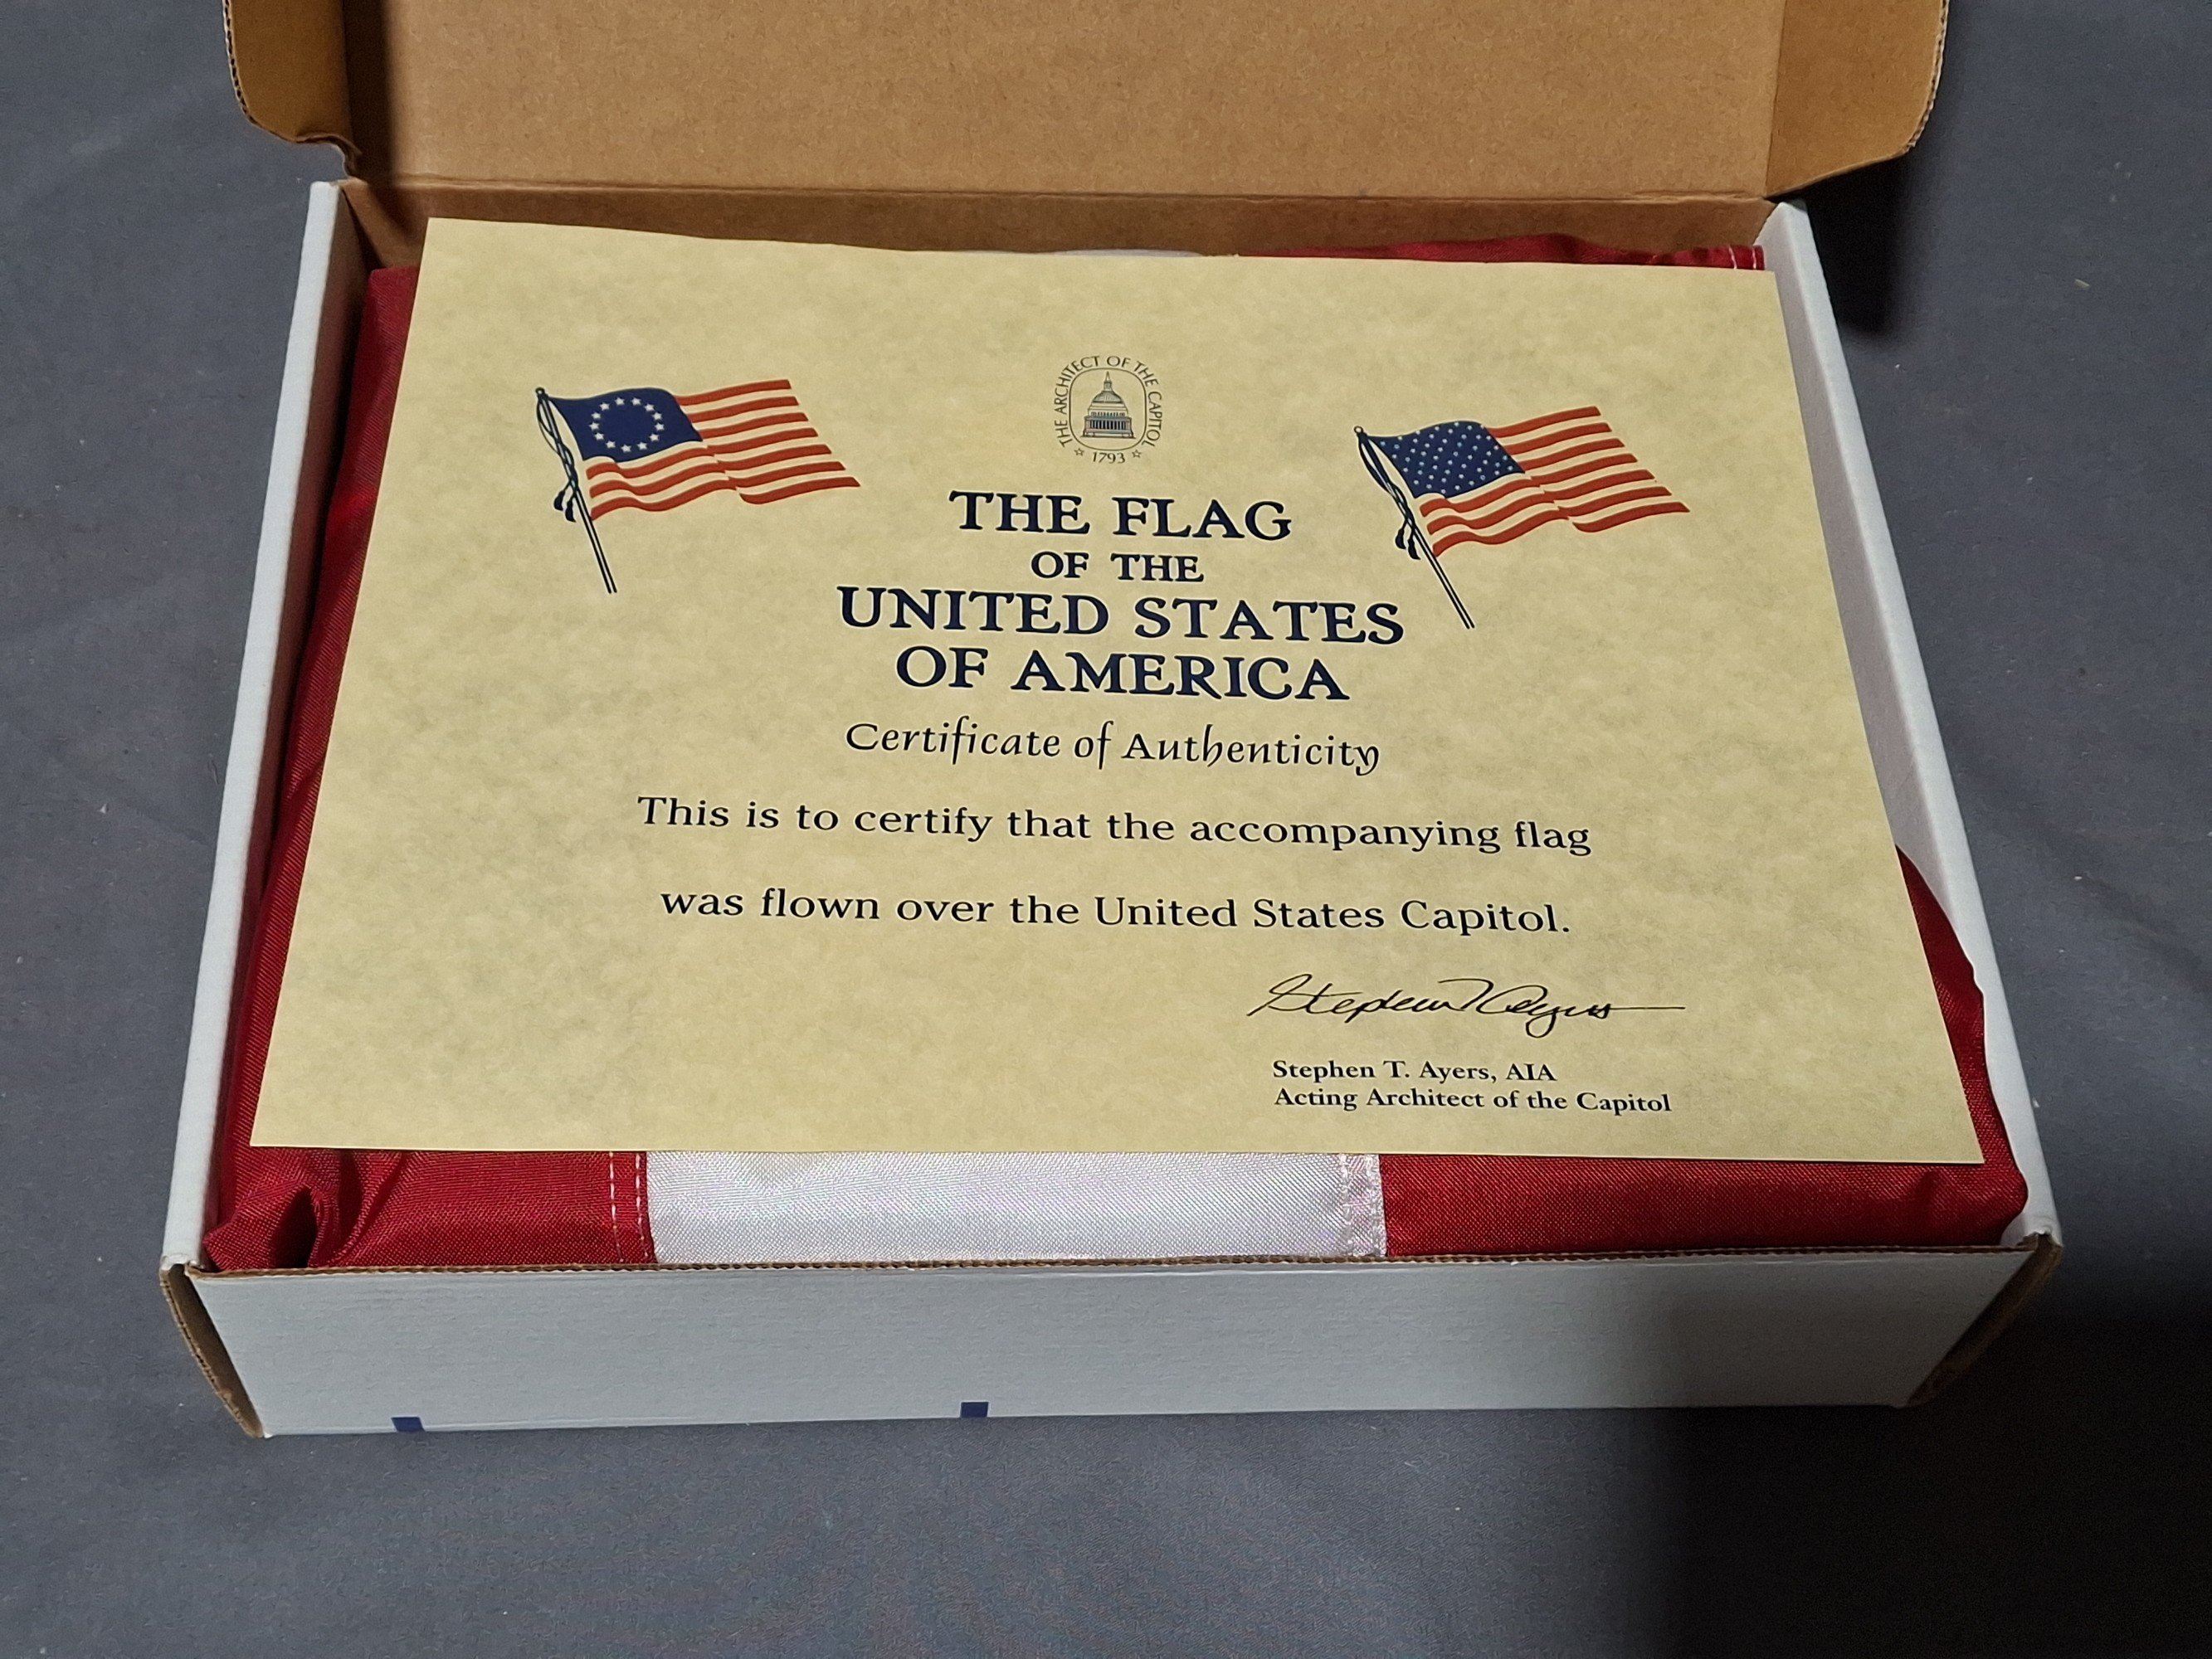 THE ARCHITECT OF THE CAPITOL
1793
THE FLAG
OF THE
UNITED STATES
OF AMERICA
Certificate of Authenticity
This is to certify that the accompanying flag
was flown over the United States Capitol.
Stephen T. Ayers
Stephen T. Ayers, AIA
Acting Architect of the Capitol